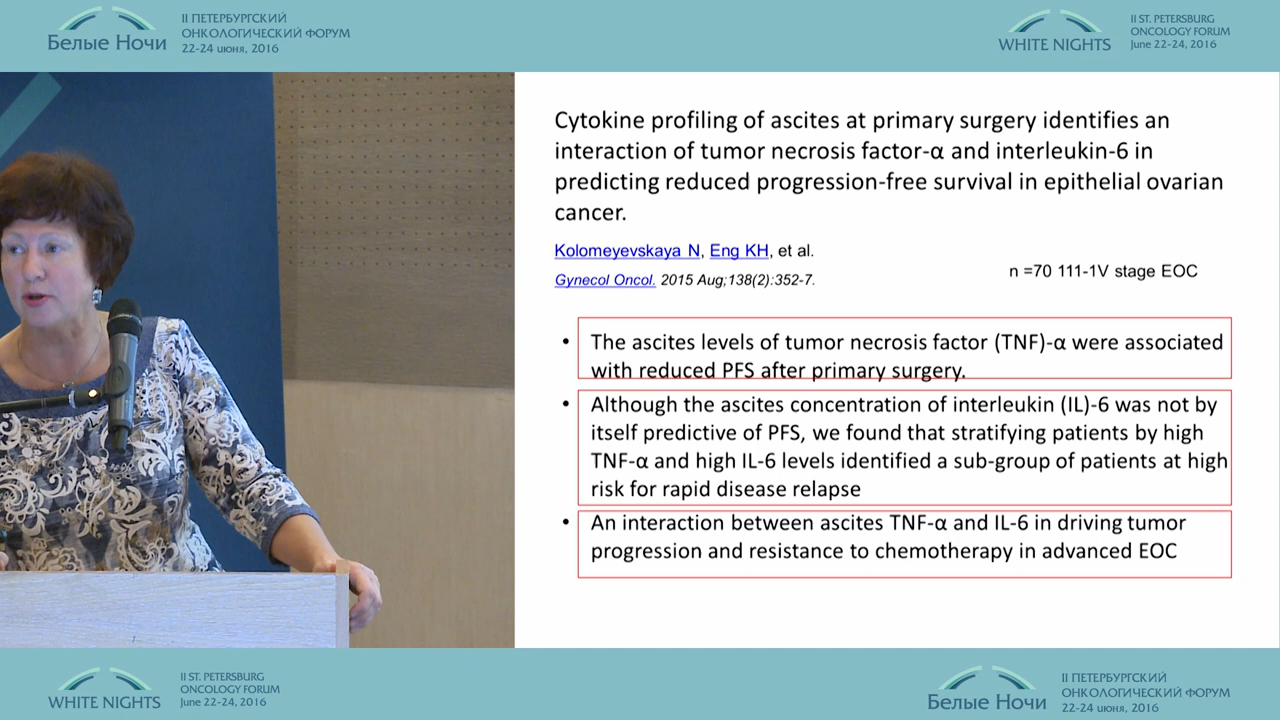 Белые Ночи
II ПЕТЕРБУРГСКИЙ
ОНКОЛОГИЧЕСКИЙ ФОРУМ
22-24 июня, 2016
WHITE NIGHTS
II ST. PETERSBURG
ONCOLOGY FORUM
June 22-24, 2016
Cytokine profiling of ascites at primary surgery identifies an
interaction of tumor necrosis factor-α and interleukin-6 in
predicting reduced progression-free survival in epithelial ovarian
cancer.
Kolomeyevskaya N, Eng KH, et al.
Gynecol Oncol. 2015 Aug;138(2):352-7.
n =70 111-1V stage EOC
• The ascites levels of tumor necrosis factor (TNF)-α were associated
with reduced PFS after primary surgery.
• Although the ascites concentration of interleukin (IL)-6 was not by
itself predictive of PFS, we found that stratifying patients by high
TNF-α and high IL-6 levels identified a sub-group of patients at high
risk for rapid disease relapse
• An interaction between ascites TNF-α and IL-6 in driving tumor
progression and resistance to chemotherapy in advanced EOC
WHITE NIGHTS
II ST. PETERSBURG
ONCOLOGY FORUM
June 22-24, 2016
Белые Ночи
II ПЕТЕРБУРГСКИЙ
ОНКОЛОГИЧЕСКИЙ ФОРУМ
22-24 июня, 2016